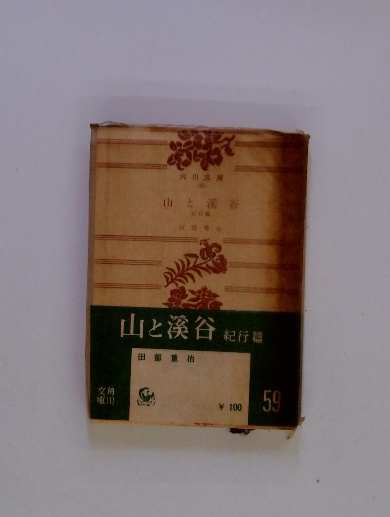 角川文庫
山と溪谷
紀行篇
田部重治
山と溪谷 紀行篇
田部重治
角川文庫
¥ 100
59